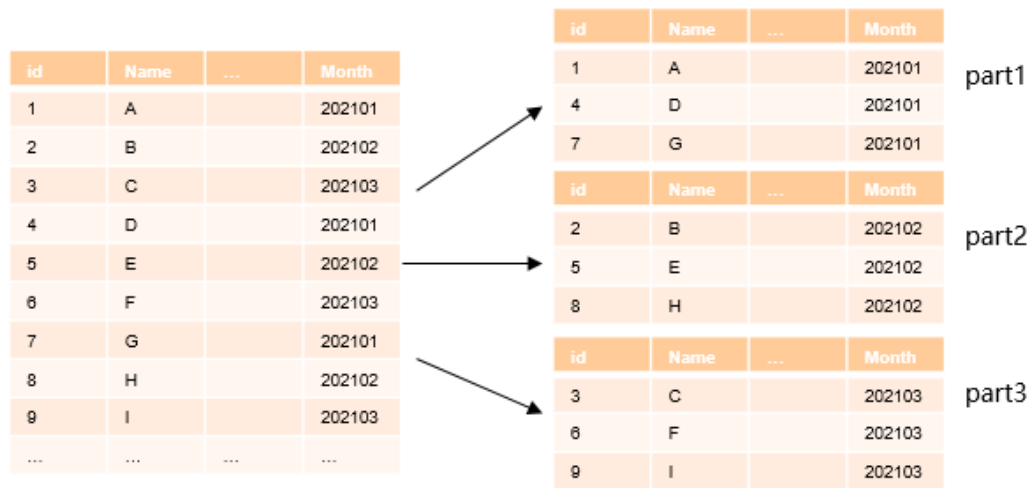 id Name ... Month
1 A 202101
2 B 202102
3 C 202103
4 D 202101
5 E 202102
6 F 202103
7 G 202101
8 H 202102
9 I 202103
... ... ... ...
id Name ... Month
1 A 202101
4 D 202101
7 G 202101
part1
id Name ... Month
2 B 202102
5 E 202102
8 H 202102
part2
id Name ... Month
3 C 202103
6 F 202103
9 I 202103
part3